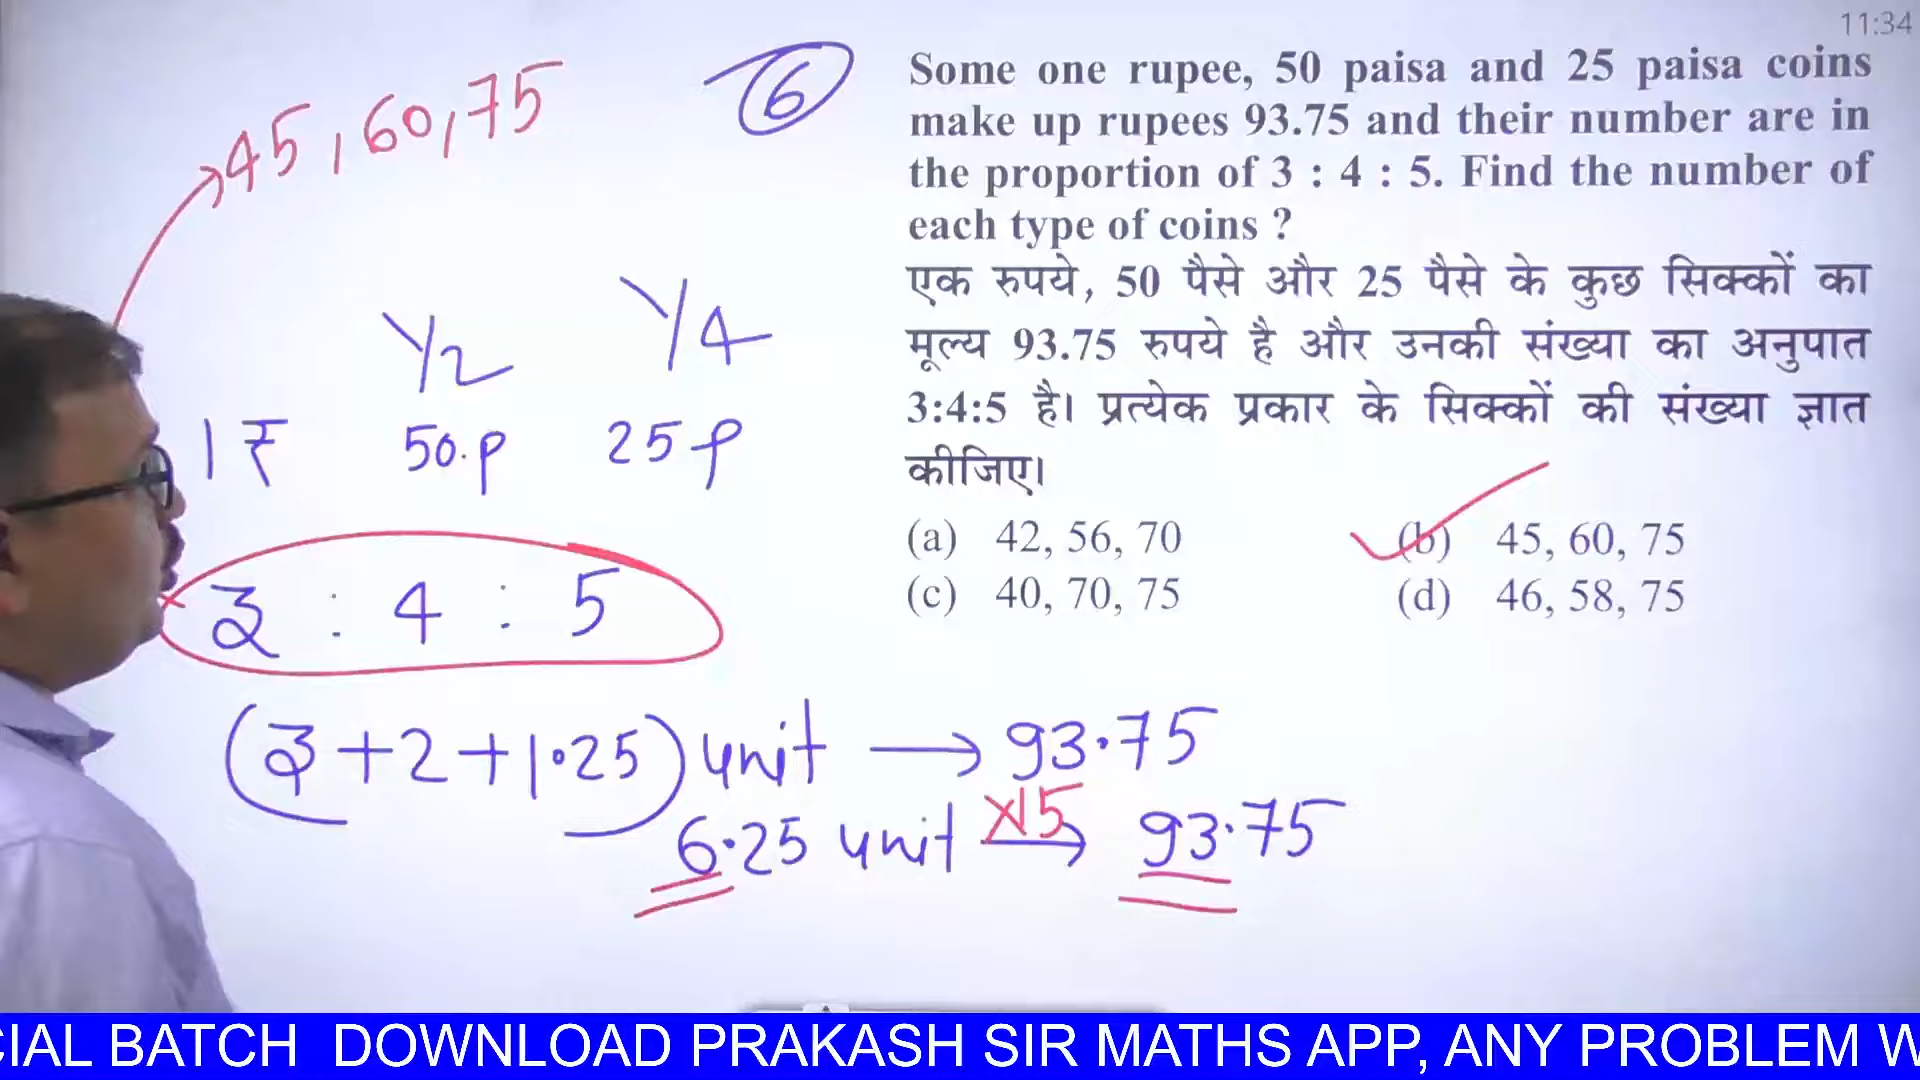 11:34
45, 60, 75
6
Some one rupee, 50 paisa and 25 paisa coins
make up rupees 93.75 and their number are in
the proportion of 3 : 4 : 5. Find the number of
each type of coins ?
एक रुपये, 50 पैसे और 25 पैसे के कुछ सिक्कों का
मूल्य 93.75 रुपये है और उनकी संख्या का अनुपात
3:4:5 है। प्रत्येक प्रकार के सिक्कों की संख्या ज्ञात
कीजिए।
(a) 42, 56, 70 (b) 45, 60, 75
(c) 40, 70, 75 (d) 46, 58, 75
1/2 1/4
1₹ 50.p 25p
3 : 4 : 5
(3+2+1.25) unit → 93.75
6.25 unit ×15→ 93.75
CIAL BATCH DOWNLOAD PRAKASH SIR MATHS APP, ANY PROBLEM W